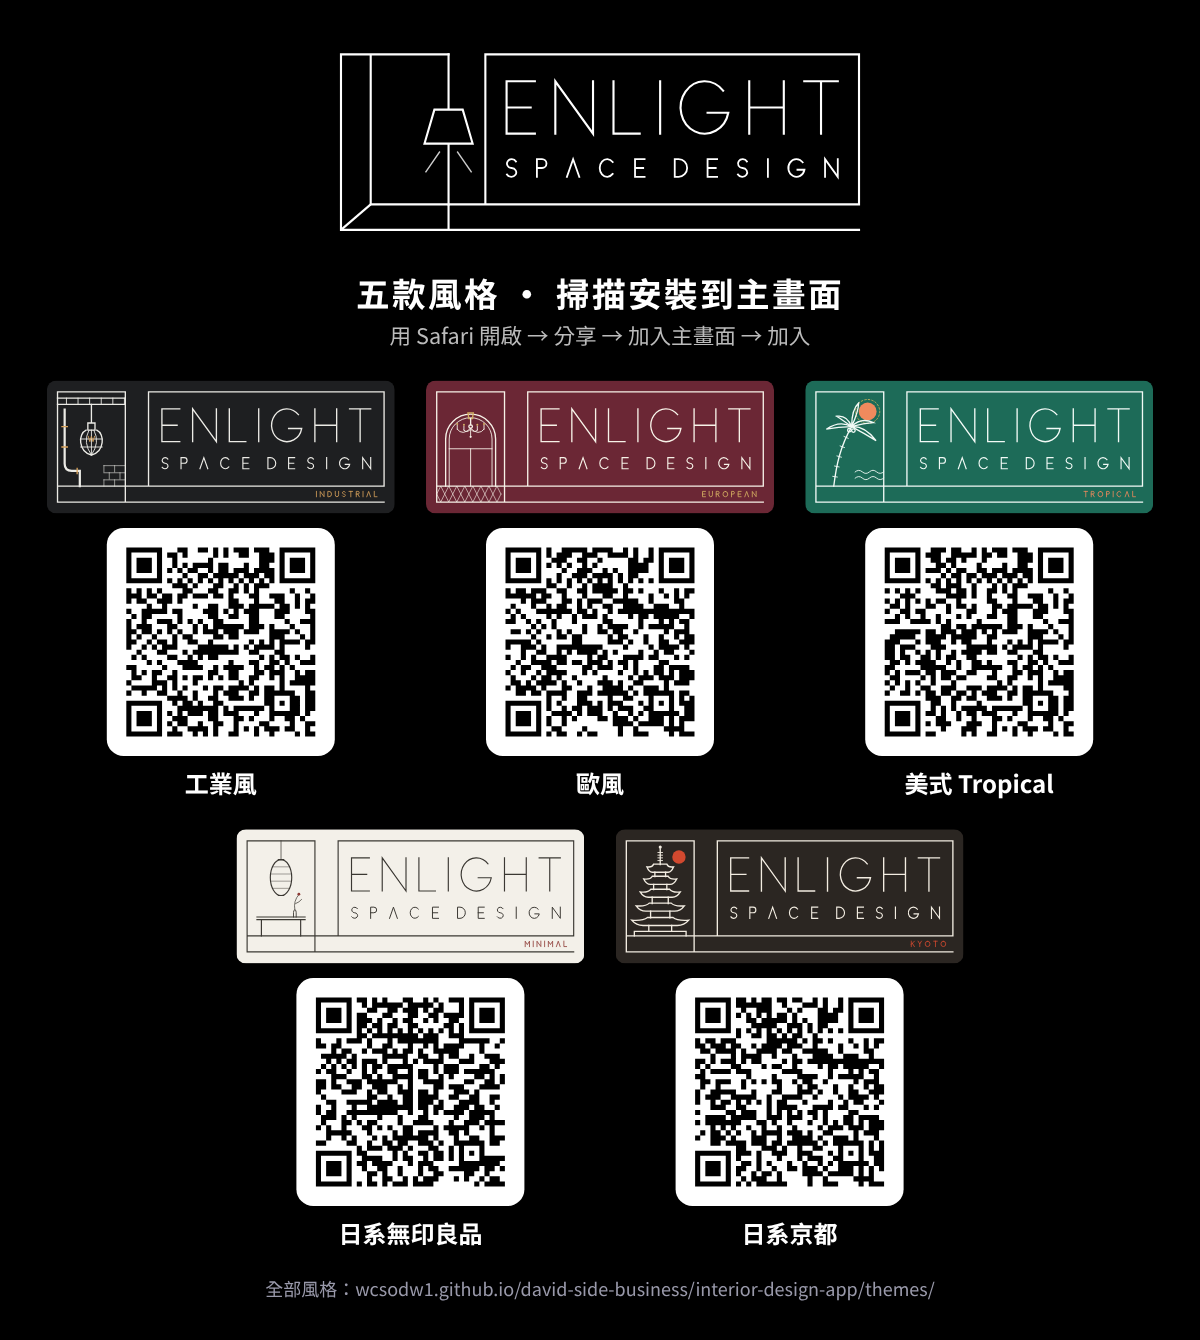 ENLIGHT
SPACE DESIGN
五款風格 · 掃描安裝到主畫面
用 Safari 開啟 → 分享 → 加入主畫面 → 加入
ENLIGHT
SPACE DESIGN
INDUSTRIAL
ENLIGHT
SPACE DESIGN
EUROPEAN
ENLIGHT
SPACE DESIGN
TROPICAL
工業風
歐風
美式 Tropical
ENLIGHT
SPACE DESIGN
MINIMAL
ENLIGHT
SPACE DESIGN
KYOTO
日系無印良品
日系京都
全部風格：wcsodw1.github.io/david-side-business/interior-design-app/themes/